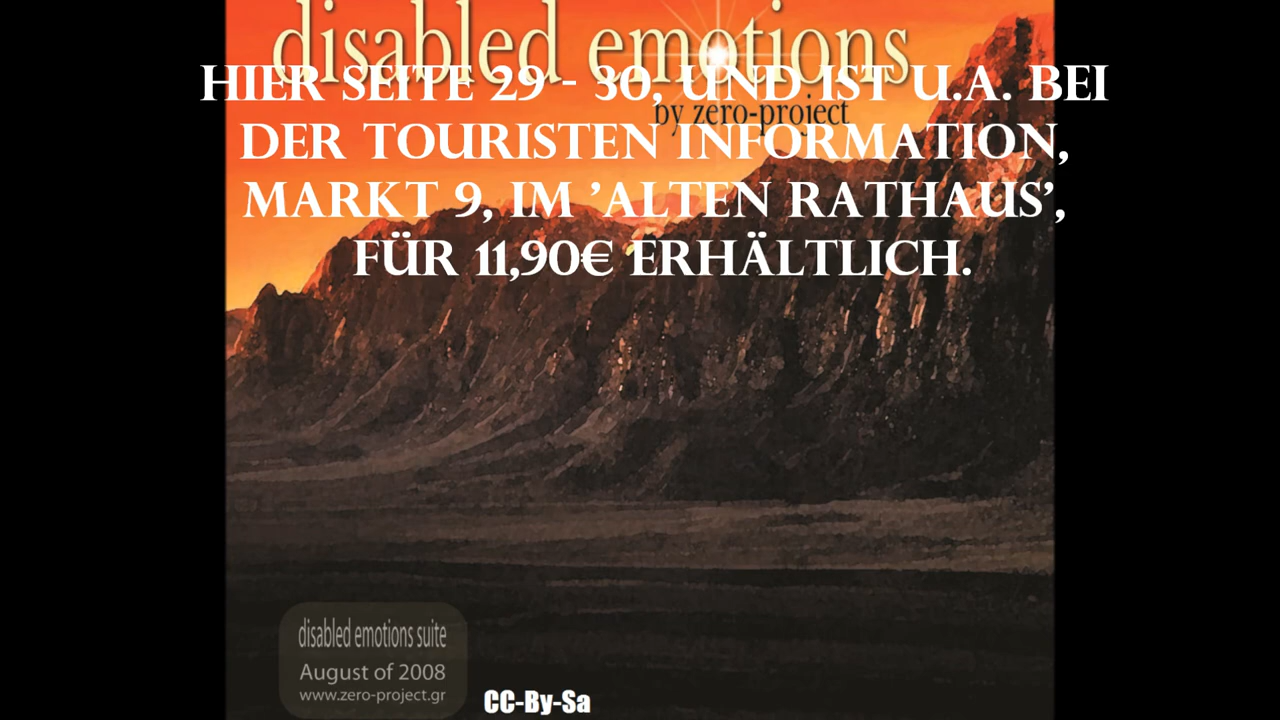 disabled emotions
HIER SEITE 29 - 30, UND IST U.A. BEI
by zero-project
DER TOURISTEN INFORMATION,
MARKT 9, IM 'ALTEN RATHAUS',
FÜR 11,90€ ERHÄLTLICH.
disabled emotions suite
August of 2008
www.zero-project.gr
CC-By-Sa